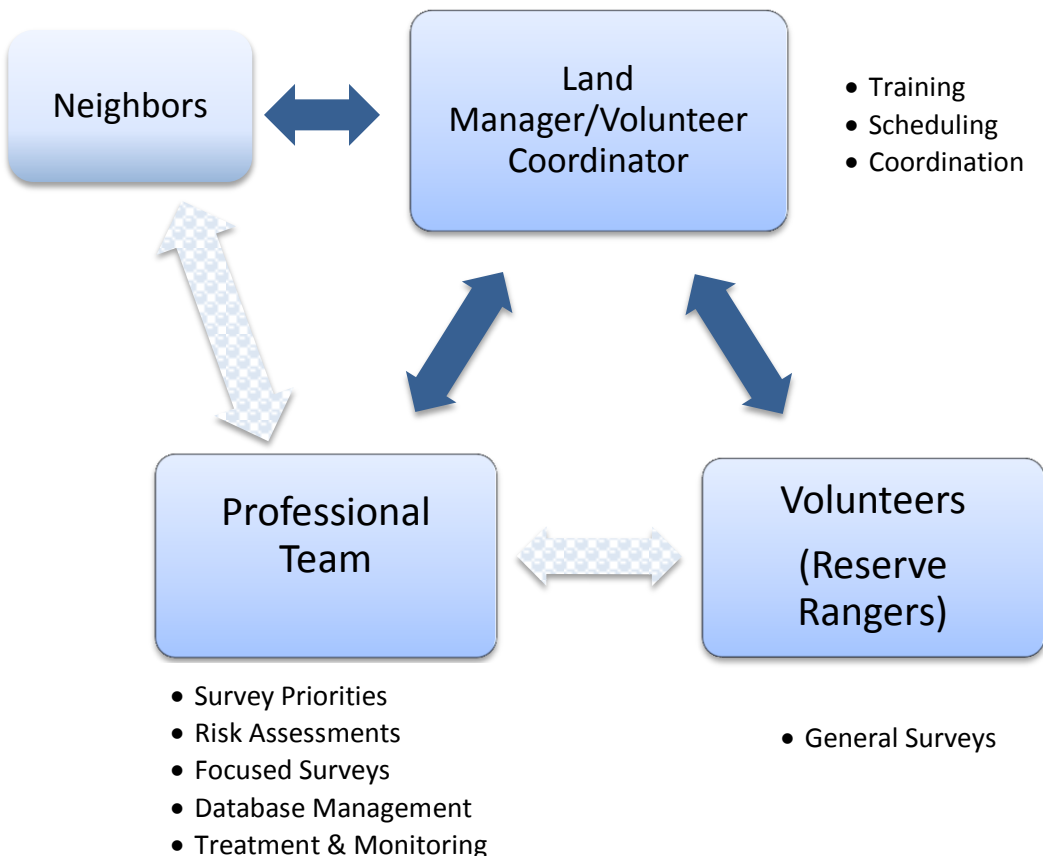 Neighbors
Land
Manager/Volunteer
Coordinator
• Training
• Scheduling
• Coordination
Professional
Team
Volunteers
(Reserve
Rangers)
• Survey Priorities
• Risk Assessments
• Focused Surveys
• Database Management
• Treatment & Monitoring
• General Surveys